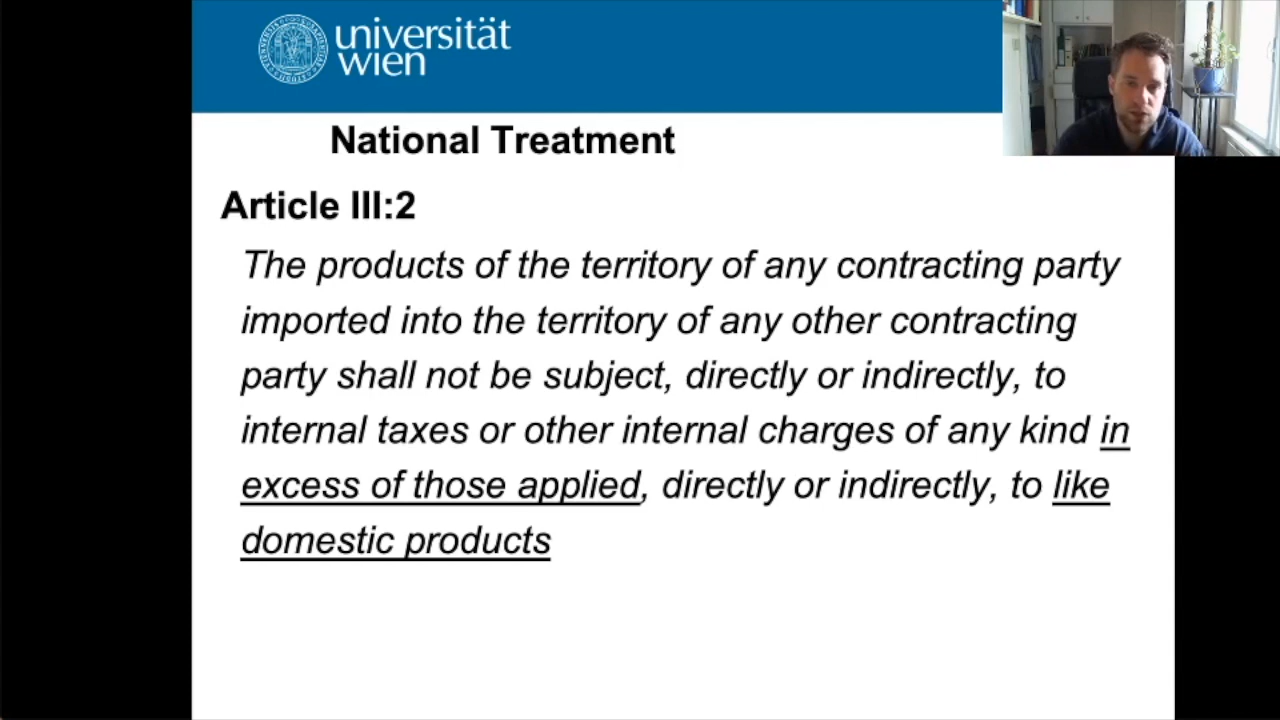 universität
wien
National Treatment
Article III:2
The products of the territory of any contracting party
imported into the territory of any other contracting
party shall not be subject, directly or indirectly, to
internal taxes or other internal charges of any kind in
excess of those applied, directly or indirectly, to like
domestic products